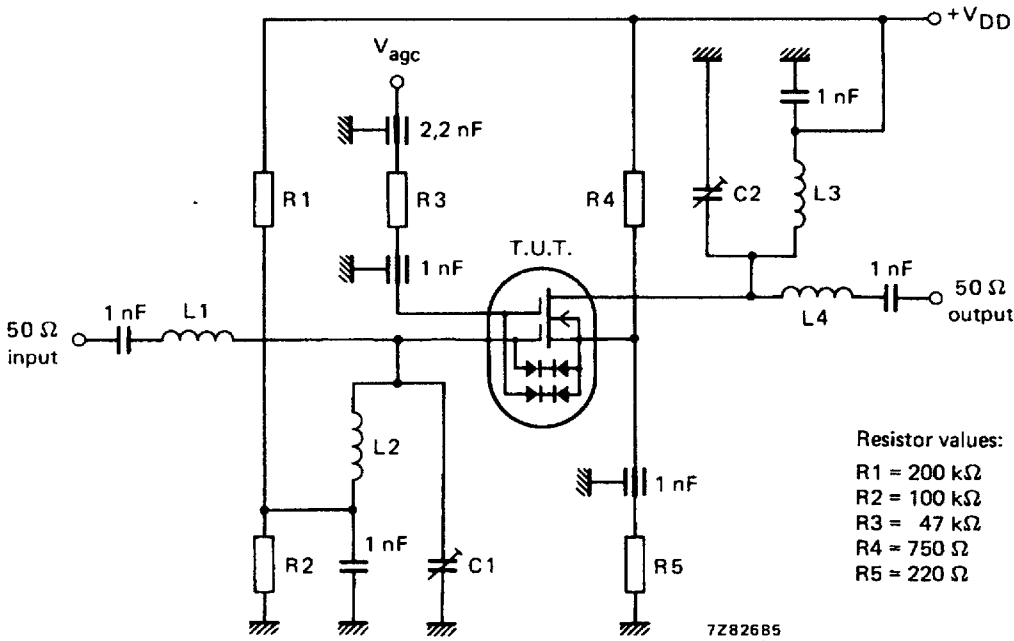 +VDD
Vagc
1 nF
2,2 nF
R1
R3
R4
C2
L3
T.U.T.
1 nF
1 nF
50 Ω
output
L4
1 nF
L1
50 Ω
input
L2
1 nF
R2
1 nF
C1
R5
Resistor values:
R1 = 200 kΩ
R2 = 100 kΩ
R3 = 47 kΩ
R4 = 750 Ω
R5 = 220 Ω
7Z82685